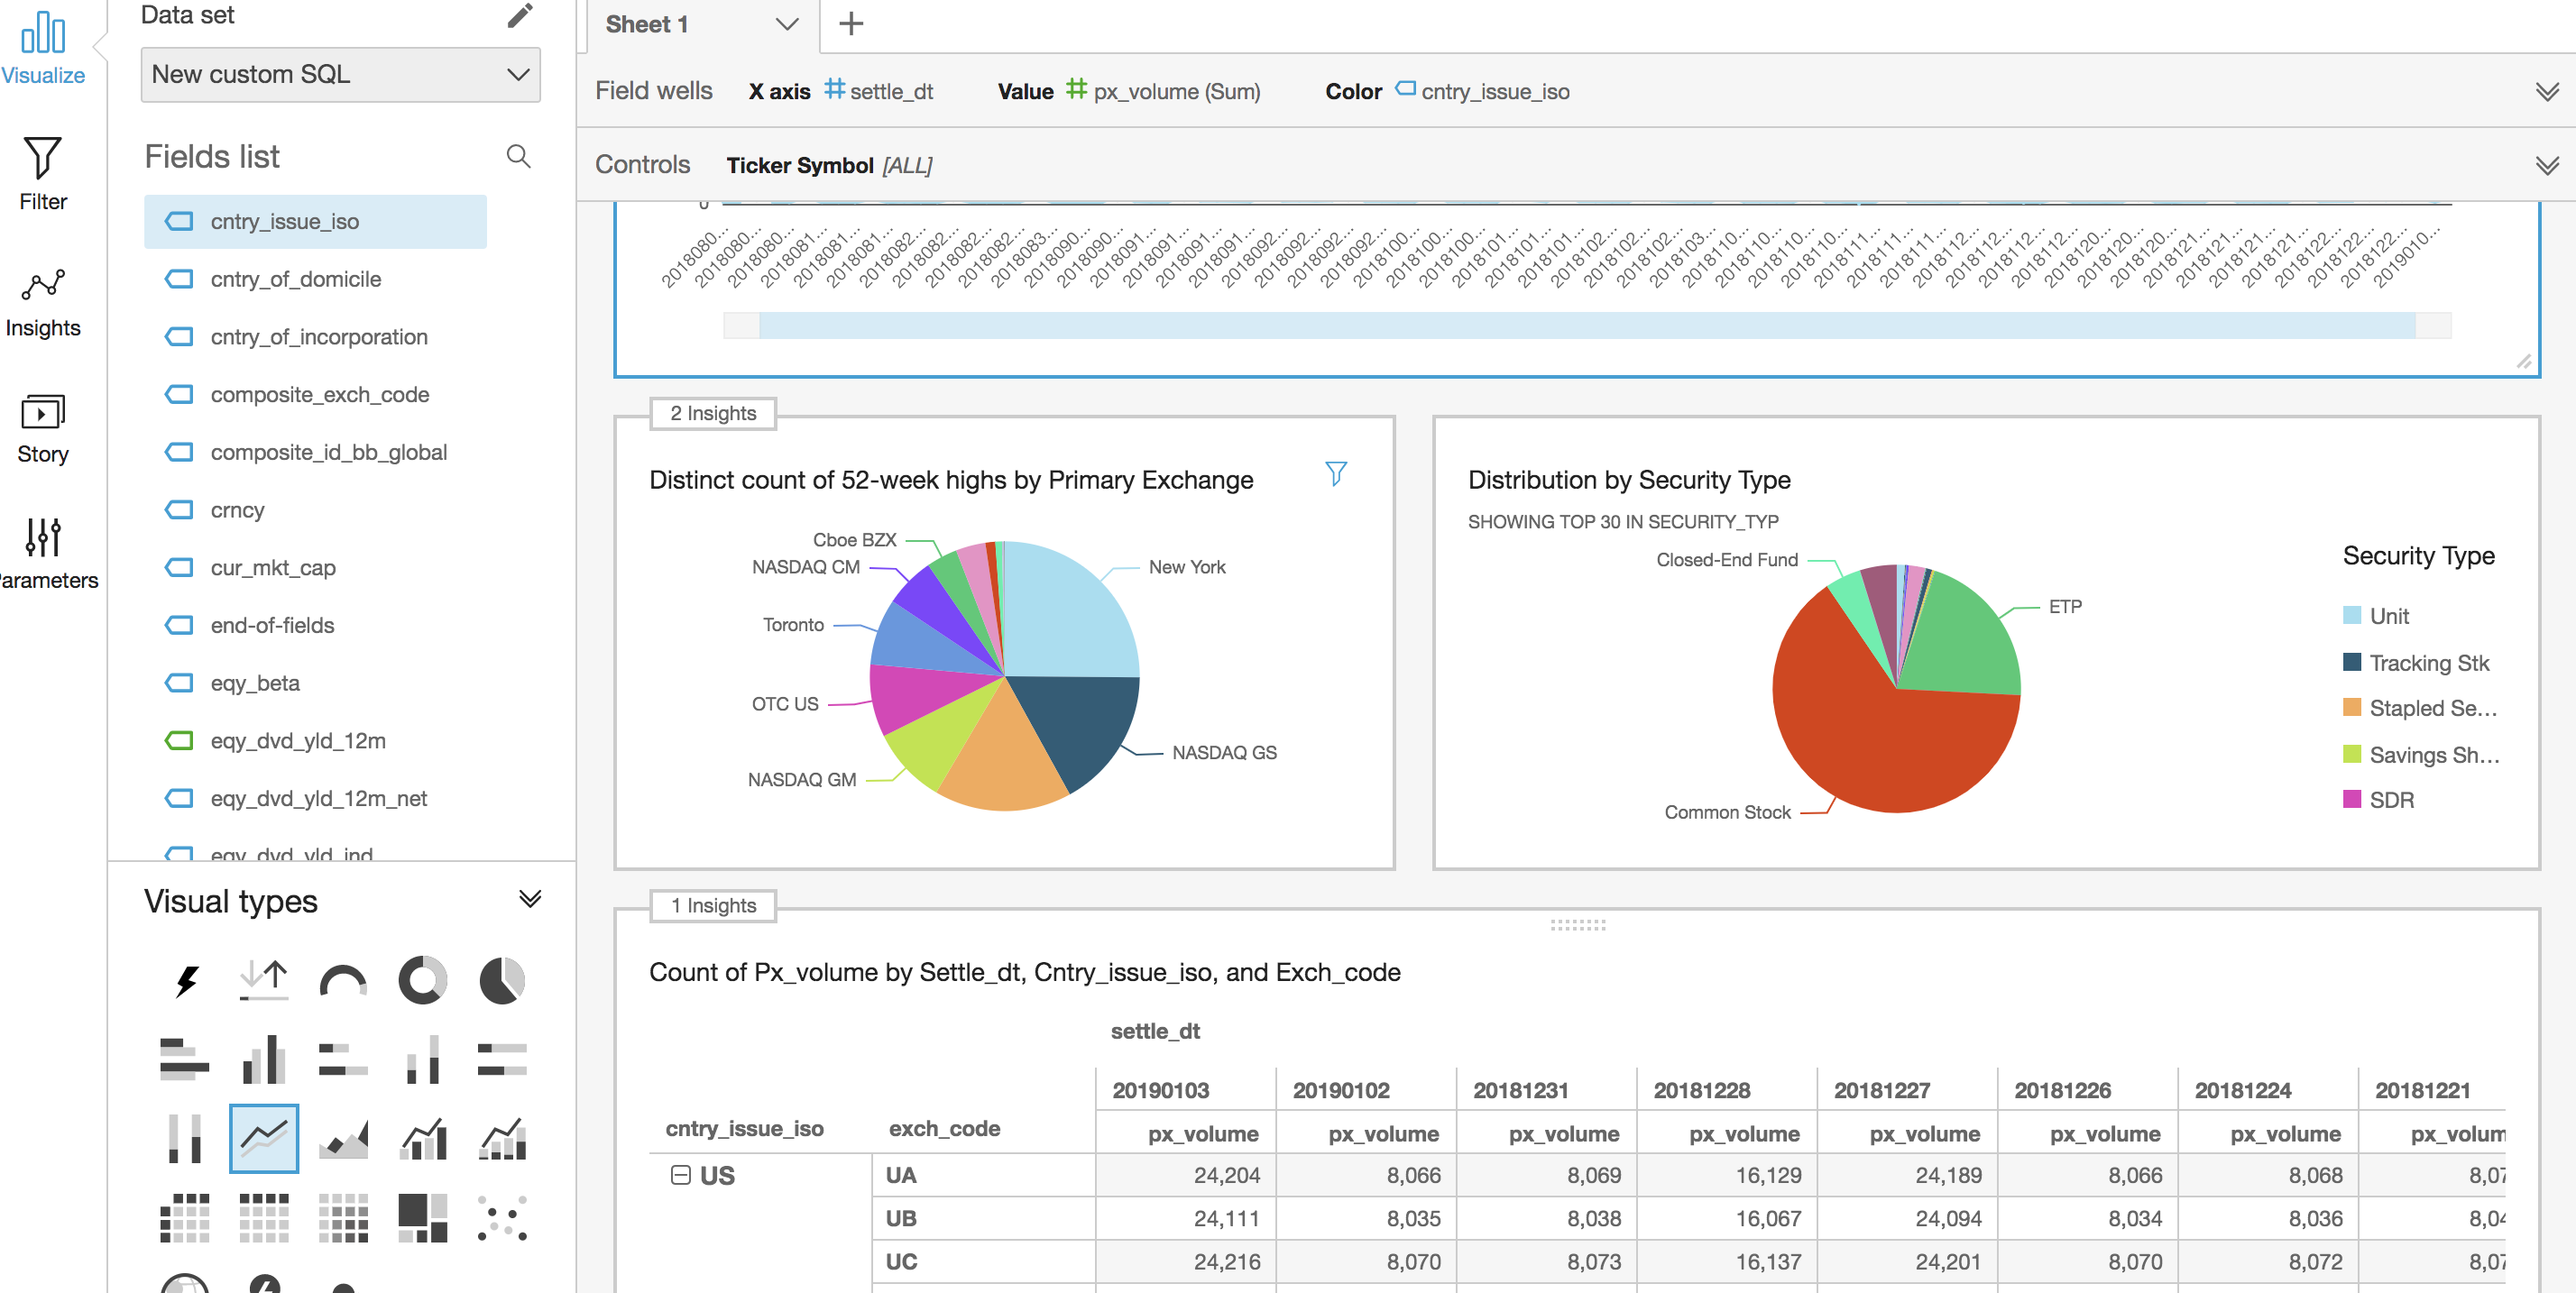 Visualize
Filter
Insights
Story
arameters
Data set
New custom SQL
Fields list
cntry_issue_iso
cntry_of_domicile
cntry_of_incorporation
composite_exch_code
composite_id_bb_global
crncy
cur_mkt_cap
end-of-fields
eqy_beta
eqy_dvd_yld_12m
eqy_dvd_yld_12m_net
eqy_dvd_yld_ind
Visual types
Sheet 1
Field wells X axis settle_dt Value px_volume (Sum) Color cntry_issue_iso
Controls Ticker Symbol [ALL]
0
2018080... 2018080... 2018080... 2018081... 2018081... 2018081... 2018082... 2018082... 2018082... 2018082... 2018083... 2018090... 2018090... 2018091... 2018091... 2018091... 2018091... 2018092... 2018092... 2018092... 2018092... 2018100... 2018100... 2018100... 2018101... 2018101... 2018101... 2018102... 2018102... 2018102... 2018103... 2018110... 2018110... 2018110... 2018110... 2018111... 2018111... 2018111... 2018112... 2018112... 2018112... 2018112... 2018120... 2018120... 2018120... 2018121... 2018121... 2018121... 2018121... 2018122... 2018122... 2018122... 2019010...
2 Insights
Distinct count of 52-week highs by Primary Exchange
Cboe BZX
NASDAQ CM
New York
Toronto
OTC US
NASDAQ GS
NASDAQ GM
Distribution by Security Type
SHOWING TOP 30 IN SECURITY_TYP
Closed-End Fund
ETP
Common Stock
Security Type
Unit
Tracking Stk
Stapled Se...
Savings Sh...
SDR
1 Insights
Count of Px_volume by Settle_dt, Cntry_issue_iso, and Exch_code
settle_dt
20190103 20190102 20181231 20181228 20181227 20181226 20181224 20181221
cntry_issue_iso exch_code px_volume px_volume px_volume px_volume px_volume px_volume px_volume px_volum
US UA 24,204 8,066 8,069 16,129 24,189 8,066 8,068 8,07
UB 24,111 8,035 8,038 16,067 24,094 8,034 8,036 8,04
UC 24,216 8,070 8,073 16,137 24,201 8,070 8,072 8,07